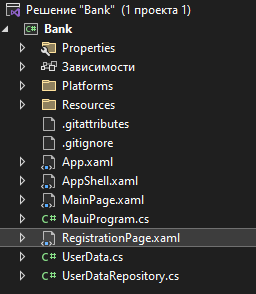 Решение "Bank" (1 проекта 1)
Bank
Properties
Зависимости
Platforms
Resources
.gitattributes
.gitignore
App.xaml
AppShell.xaml
MainPage.xaml
MauiProgram.cs
RegistrationPage.xaml
UserData.cs
UserDataRepository.cs